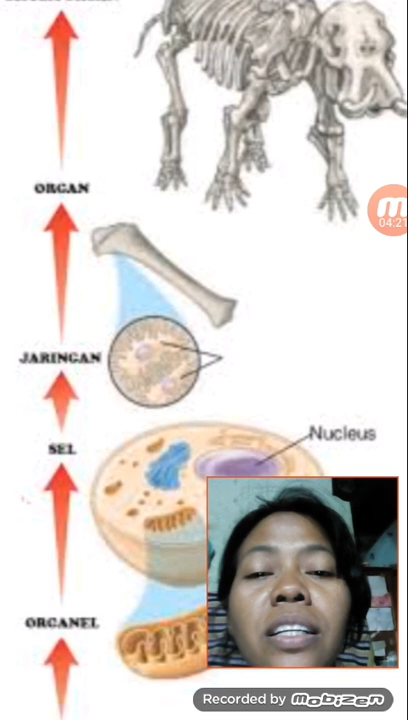 ORGAN
04:21
JARINGAN
Nucleus
SEL
ORGANEL
Recorded by mobizen